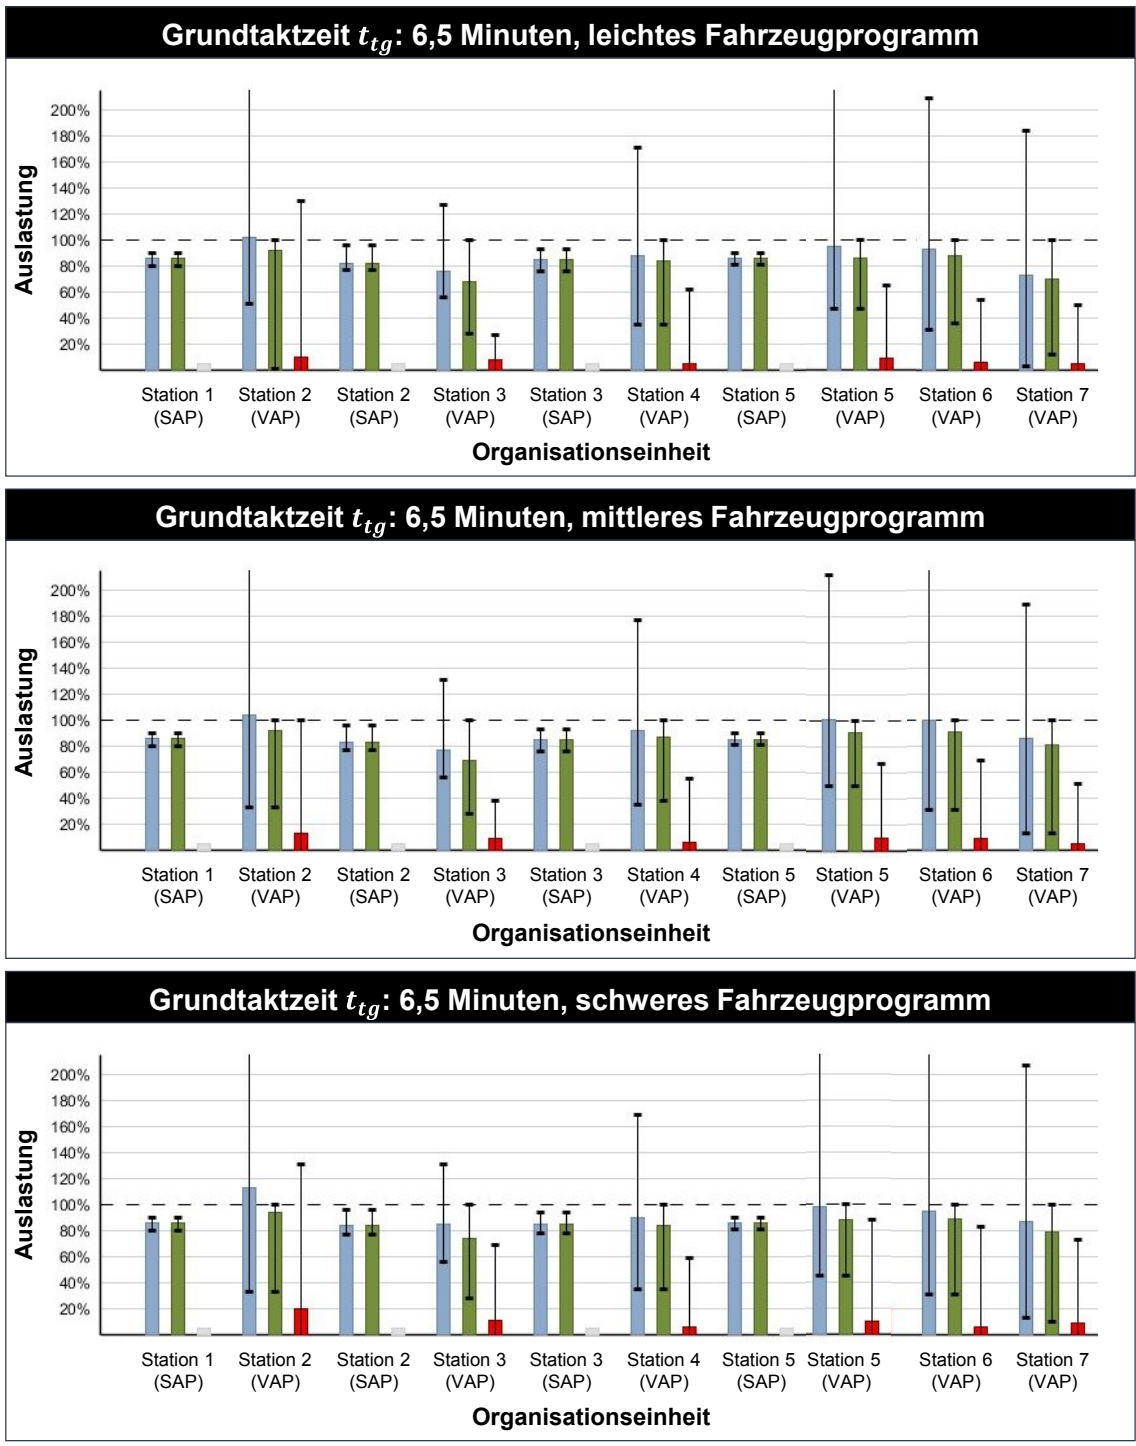 Grundtaktzeit t_tg: 6,5 Minuten, leichtes Fahrzeugprogramm
Auslastung
200%
180%
160%
140%
120%
100%
80%
60%
40%
20%
Station 1 Station 2 Station 2 Station 3 Station 3 Station 4 Station 5 Station 5 Station 6 Station 7
(SAP) (VAP) (SAP) (VAP) (SAP) (VAP) (SAP) (VAP) (VAP) (VAP)
Organisationseinheit
Grundtaktzeit t_tg: 6,5 Minuten, mittleres Fahrzeugprogramm
Auslastung
200%
180%
160%
140%
120%
100%
80%
60%
40%
20%
Station 1 Station 2 Station 2 Station 3 Station 3 Station 4 Station 5 Station 5 Station 6 Station 7
(SAP) (VAP) (SAP) (VAP) (SAP) (VAP) (SAP) (VAP) (VAP) (VAP)
Organisationseinheit
Grundtaktzeit t_tg: 6,5 Minuten, schweres Fahrzeugprogramm
Auslastung
200%
180%
160%
140%
120%
100%
80%
60%
40%
20%
Station 1 Station 2 Station 2 Station 3 Station 3 Station 4 Station 5 Station 5 Station 6 Station 7
(SAP) (VAP) (SAP) (VAP) (SAP) (VAP) (SAP) (VAP) (VAP) (VAP)
Organisationseinheit